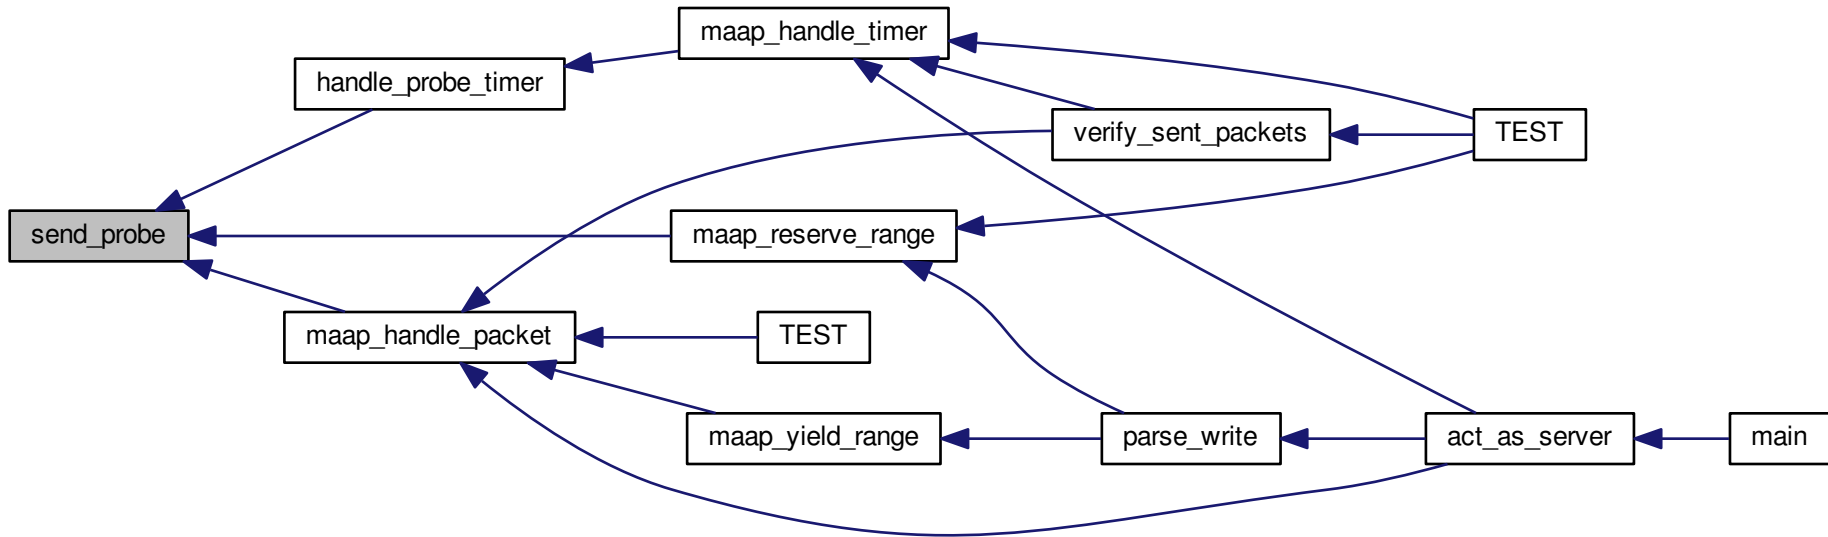 maap_handle_timer
handle_probe_timer
verify_sent_packets
TEST
send_probe
maap_reserve_range
maap_handle_packet
TEST
maap_yield_range
parse_write
act_as_server
main